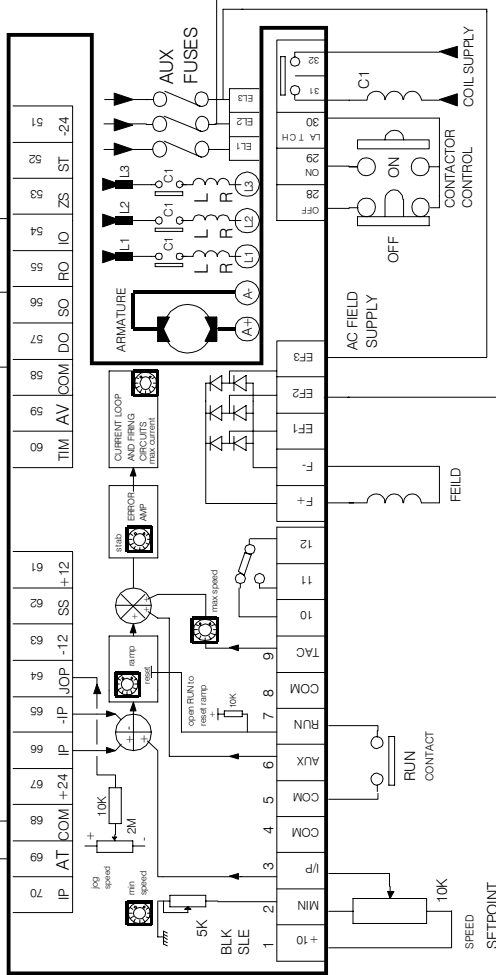 51 52 53 54 55 56 57 58 59 60
-24 ST ZS IO RO SO DO COM AV TIM
61 62 63 64 65 66 67 68 69 70
+12 SS -12 JOP -IP IP +24 COM AT IP
AUX
FUSES
EL3
EL2
EL1
L3
L2
L1
C1
C1
C1
L
R
L
R
L
R
L3
L2
L1
ARMATURE
A-
A+
CURRENT LOOP
AND FIRING
CIRCUITS
max current
stab
ERROR
AMP
ramp
reset
max speed
open RUN to
reset ramp
+
10K
+
-
10K
2M
jog
speed
min
speed
5K
BLK
SLE
32
31
30
LATCH
29
ON
28
OFF
C1
COIL SUPPLY
ON
OFF
CONTACTOR
CONTROL
AC FIELD
SUPPLY
EF3
EF2
EF1
F-
F+
FEILD
12
11
10
9
TAC
8
COM
7
RUN
6
AUX
5
COM
4
COM
3
I/P
2
MIN
1
+10
RUN
CONTACT
10K
SPEED
SETPOINT